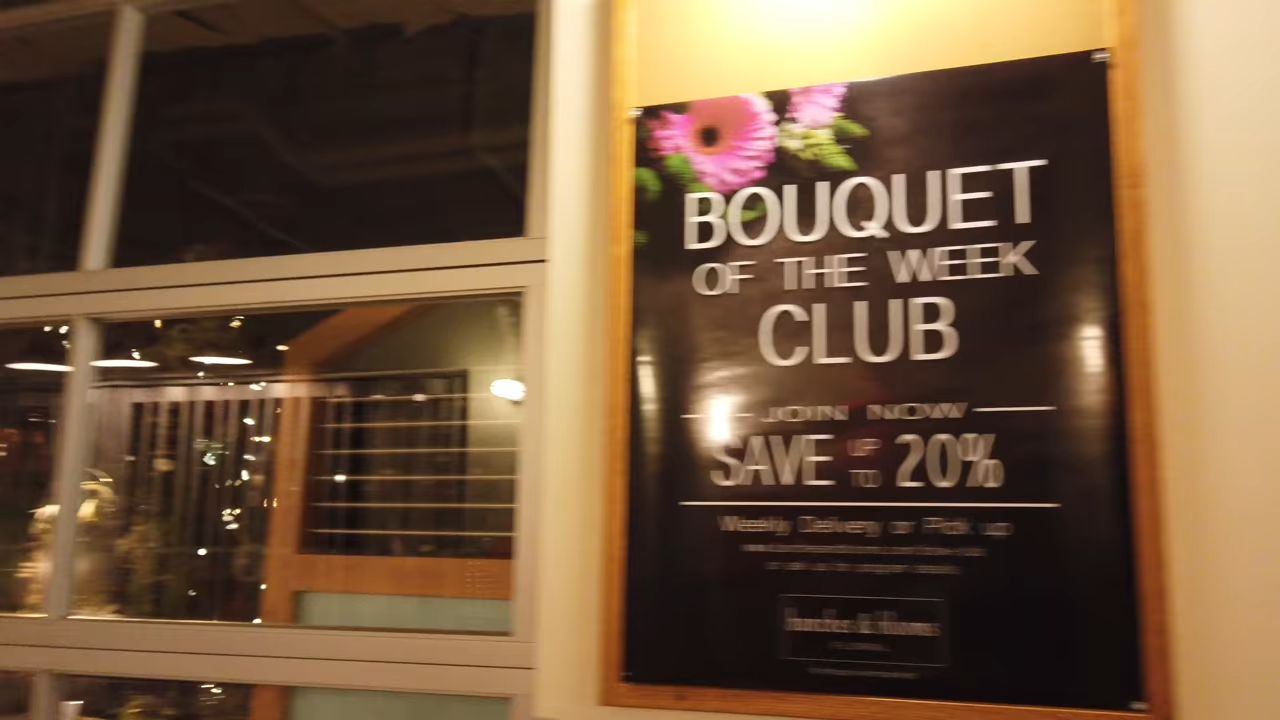 BOUQUET
OF THE WEEK
CLUB
JOIN NOW
SAVE UP TO 20%
Weekly Delivery or Pick up